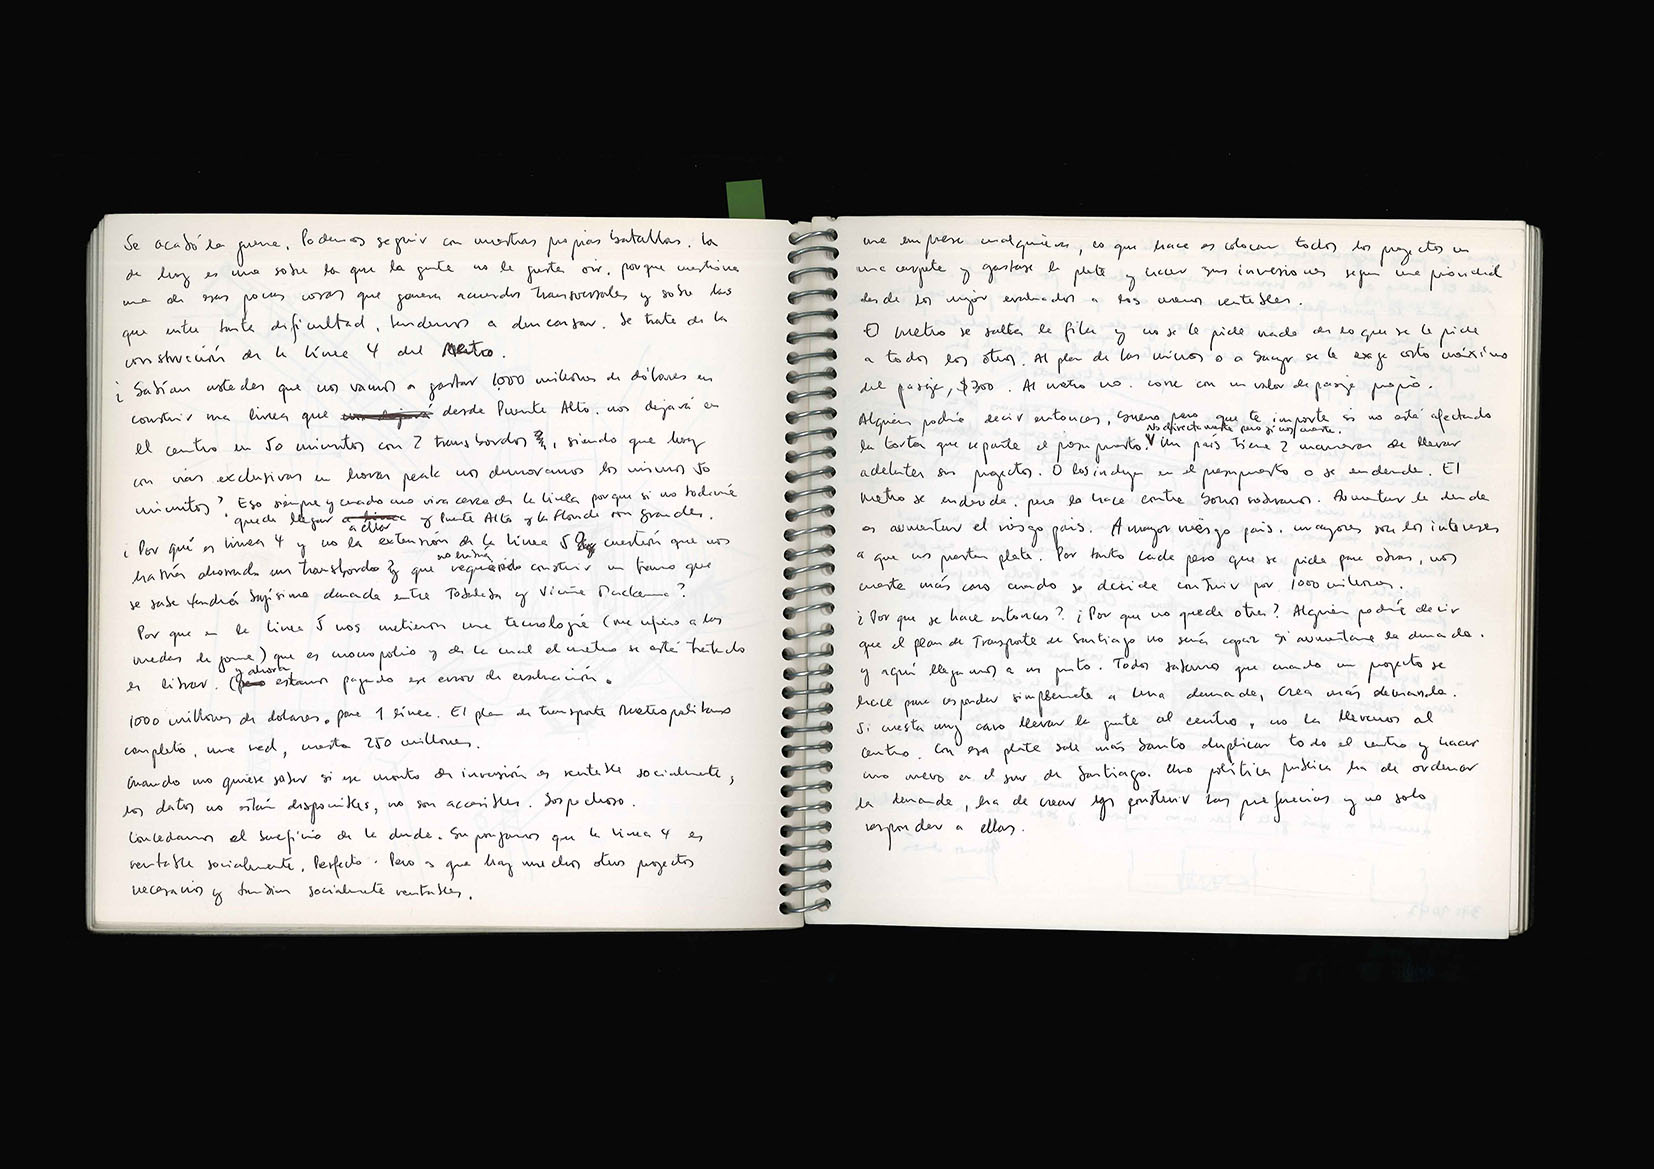 Se acabó la guerra. Podemos seguir con nuestras propias batallas. La
de hoy es una sobre la que la gente no le gusta oir. porque cuestiona
una de esas pocas cosas que genera acuerdos transversales y sobre las
que entre tanta dificultad, tendemos a descansar. Se trata de la
construcción de la línea 4 del Metro.
¿ Sabían ustedes que nos vamos a gastar 1.000 millones de dólares en
construir una línea que desde Puente Alto. nos dejará en
el centro en 50 minutos con 2 transbordos, siendo que hoy
con vías exclusivas en horas peak nos demoramos los mismos 50
minutos? Eso siempre y cuando uno viva cerca de la línea porque si no todavía
queda llegar a ella y Puente Alto y la Florida son grandes.
¿ Por qué es línea 4 y no la extensión de la línea 5 cuestión que nos
habría ahorrado un transbordo y que no habría requerido construir un tramo que
se sabe tendrá bajísima demanda entre Tobalaba y Vicuña Mackenna?
Por que en la línea 5 nos metieron una tecnología (me refiero a las
ruedas de goma) que es monopolio y de la cual el metro se está tratando
de librar. (y ahora estamos pagando ese error de evaluación.
1000 millones de dolares. para 1 línea. El plan de transporte Metropolitano
completo, una red, cuesta 250 millones.
Cuando uno quiere saber si ese monto de inversión es rentable socialmente,
los datos no están disponibles, no son accesibles. Sospechoso.
Concedamos el beneficio de la duda. Supongamos que la línea 4 es
rentable socialmente. Perfecto. Pero es que hay muchos otros proyectos
necesarios y también socialmente rentables.
una empresa cualquiera, lo que hace es colocar todos los proyectos en
una carpeta y gastarse la plata y hacer sus inversiones segun una prioridad
desde los mejor evaluados a los menos rentables.
El metro se salta la fila y no se le pide nada de lo que se le pide
a todos los otros. Al plan de las micros o a se le exige costo máximo
del pasaje, $300. Al metro no. corre con un valor de pasaje propio.
Alguien podría decir entonces, bueno pero que te importa si no está afectando
la torta que reparte el presupuesto. No directamente pero si indirectamente. Un país tiene 2 maneras de llevar
adelantes sus proyectos. O los incluye en el presupuesto o se endeuda. El
metro se endeuda. pero lo hace contra bonos soberanos. Aumentar la deuda
es aumentar el riesgo pais. A mayor riesgo pais. mayores son los intereses
a que nos prestan plata. Por tanto cada peso que se pide para obras, nos
cuesta más caro cuando se decide construir por 1000 millones.
¿ Por que se hace entonces? ¿ Por que no queda otra? Alguien podría decir
que el plan de Transporte de Santiago no será capaz si aumentara la demanda.
y aquí llegamos a un punto. Todos sabemos que cuando un proyecto se
hace para responder simplemente a una demanda, crea más demanda.
Si cuesta muy caro llevar la gente al centro, no la llevemos al
centro. Con esa plata sale más barato duplicar todo el centro y hacer
uno nuevo en el sur de Santiago. Una política publica ha de ordenar
la demanda, ha de crear y construir las preferencias y no solo
responder a ellas.